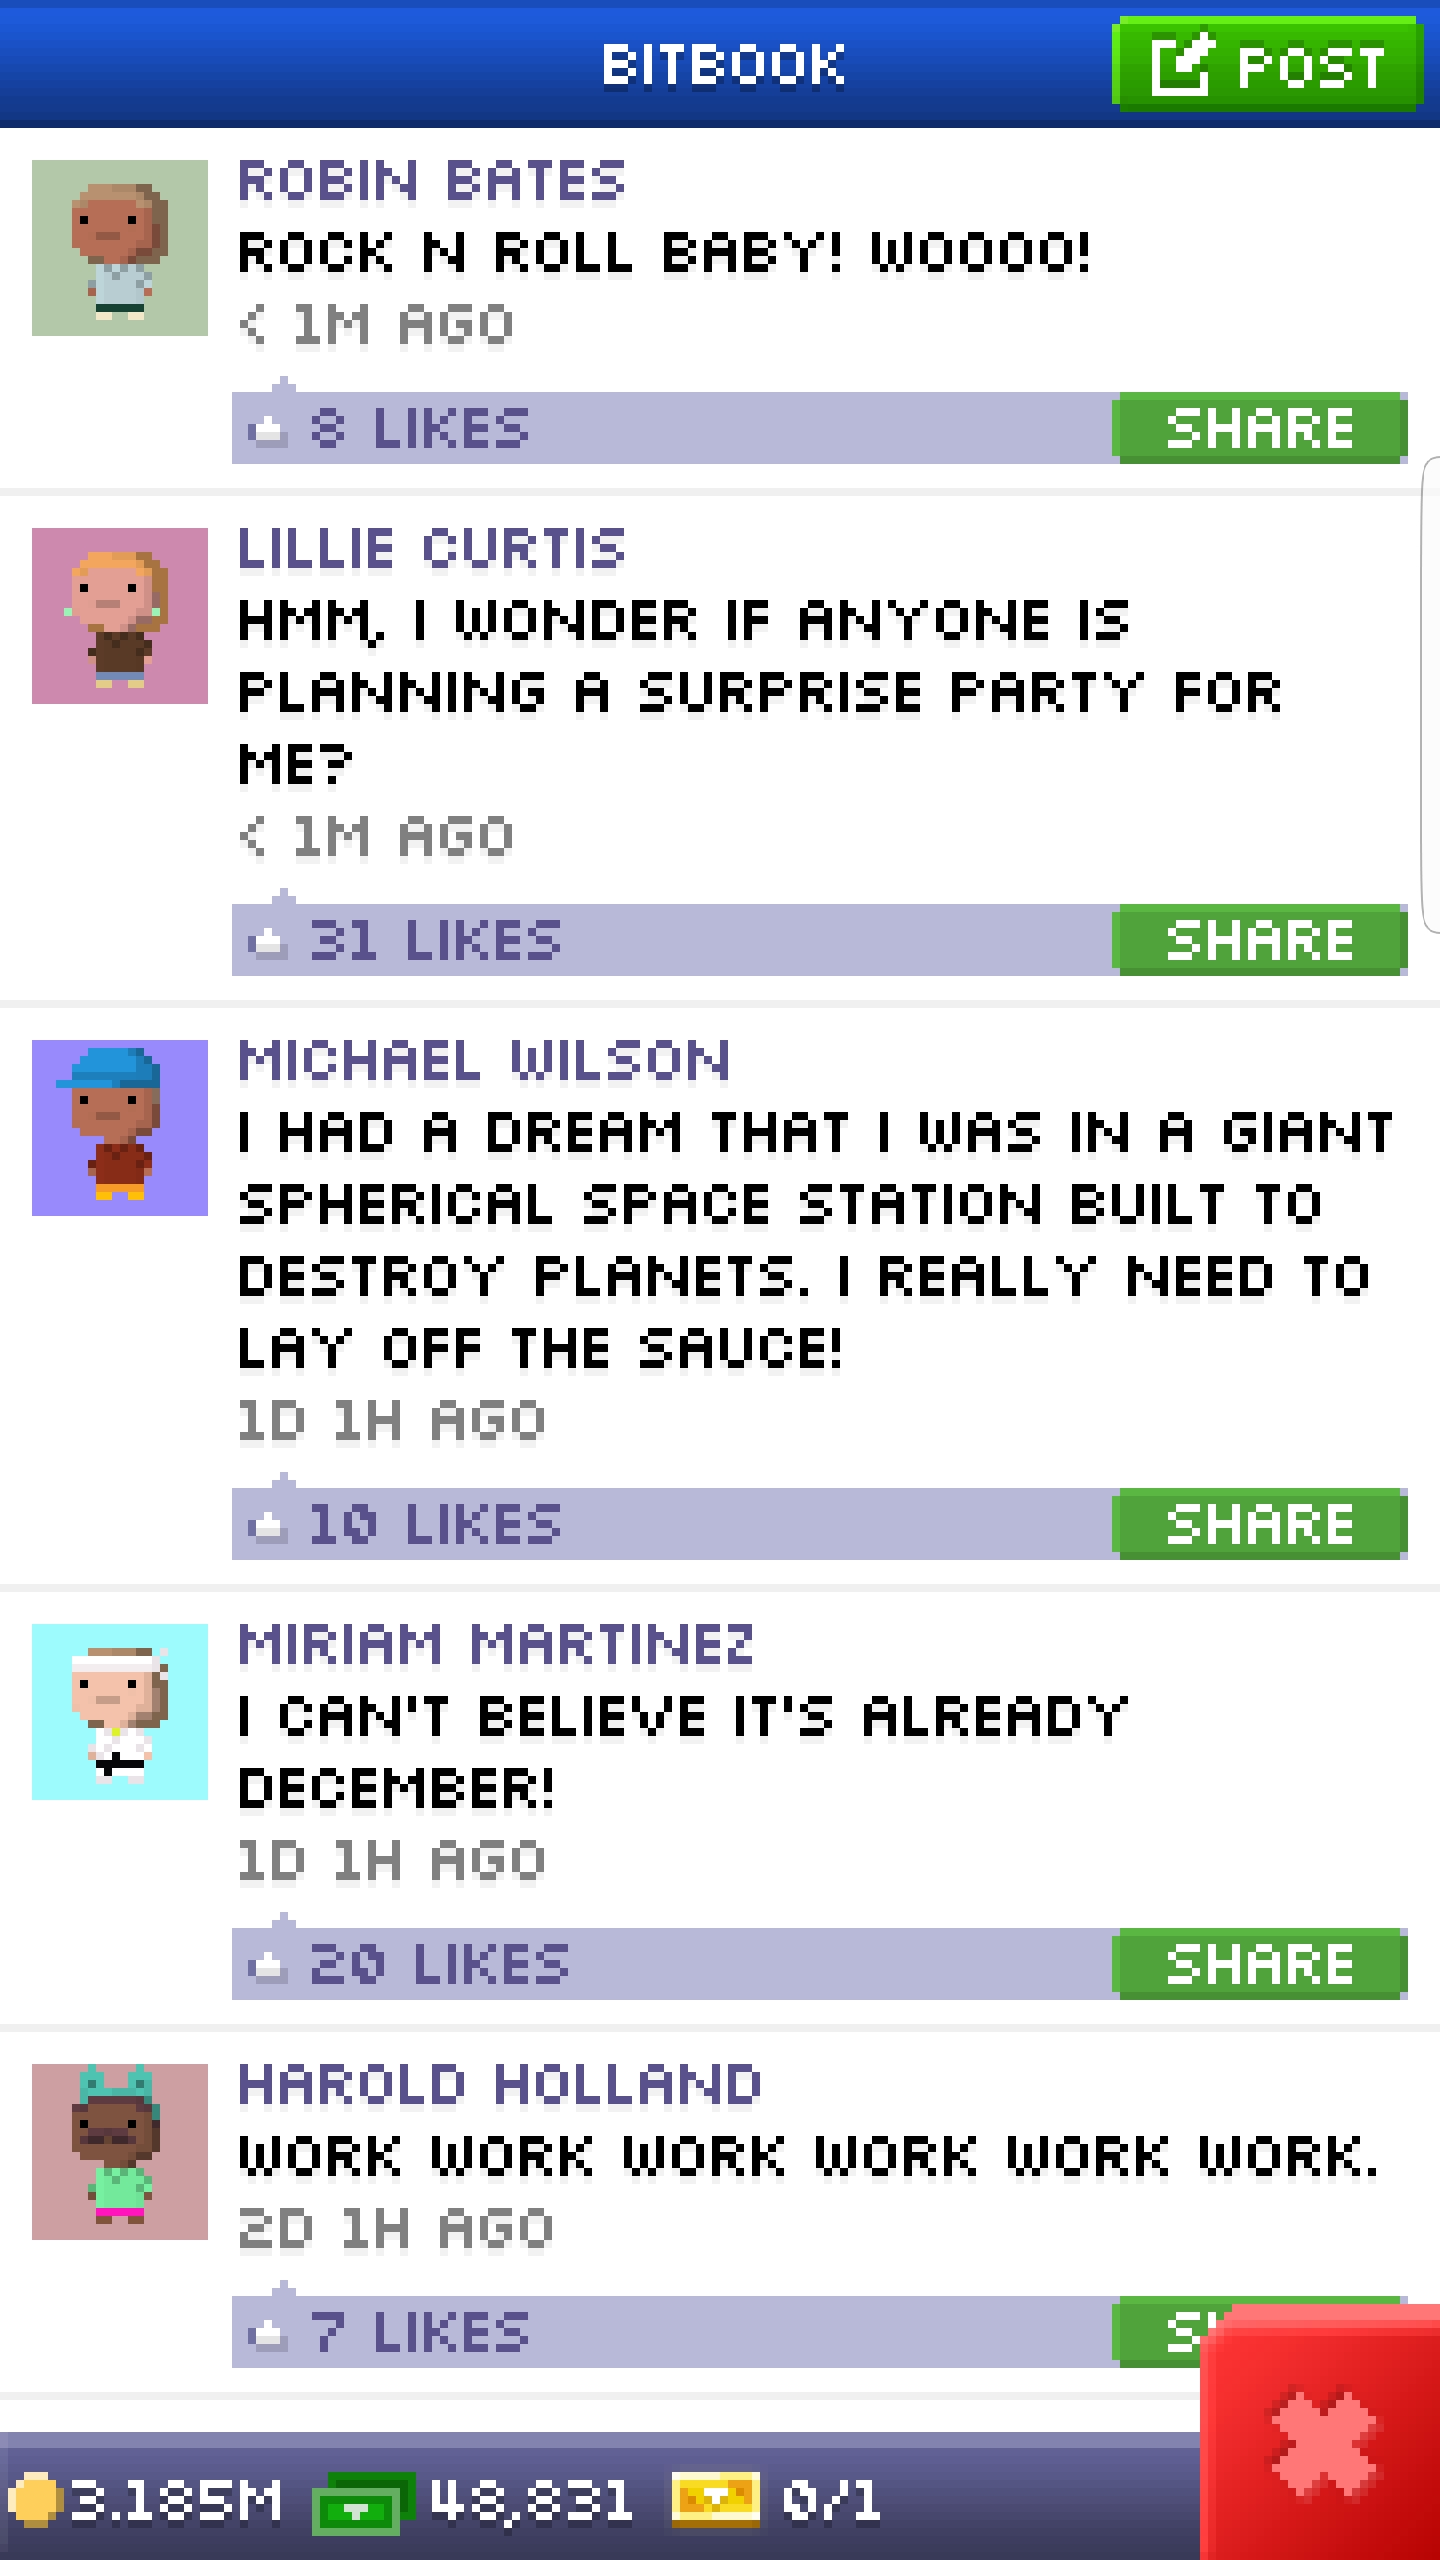 BITBOOK
POST
ROBIN BATES
ROCK N ROLL BABY! WOOOO!
< 1M AGO
8 LIKES
SHARE
LILLIE CURTIS
HMM, I WONDER IF ANYONE IS
PLANNING A SURPRISE PARTY FOR
ME?
< 1M AGO
31 LIKES
SHARE
MICHAEL WILSON
I HAD A DREAM THAT I WAS IN A GIANT
SPHERICAL SPACE STATION BUILT TO
DESTROY PLANETS. I REALLY NEED TO
LAY OFF THE SAUCE!
1D 1H AGO
10 LIKES
SHARE
MIRIAM MARTINEZ
I CAN'T BELIEVE IT'S ALREADY
DECEMBER!
1D 1H AGO
20 LIKES
SHARE
HAROLD HOLLAND
WORK WORK WORK WORK WORK WORK.
2D 1H AGO
7 LIKES
3.185M 48,831 0/1